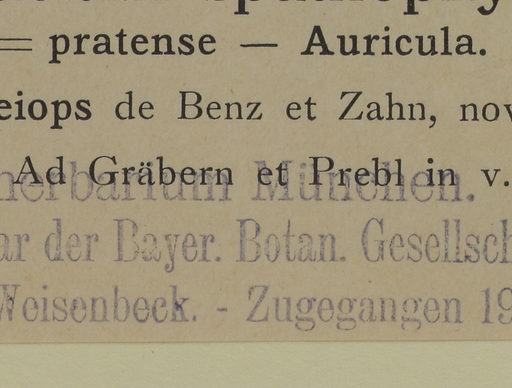 = pratense — Auricula.
eiops de Benz et Zahn, nov
Ad Gräbern et Prebl in v.
herbarium München.
ar der Bayer. Botan. Gesellsch
Weisenbeck. - Zugegangen 19